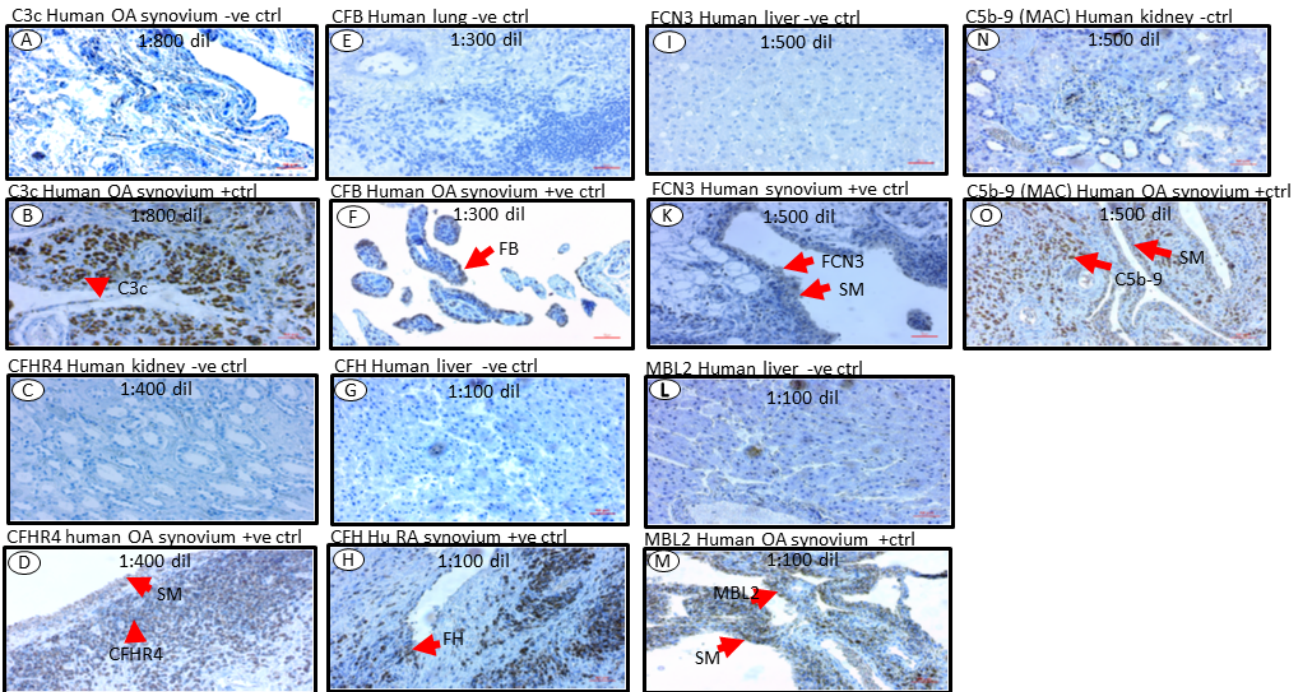 C3c Human OA synovium -ve ctrl
A
1:800 dil
C3c Human OA synovium +ctrl
B
1:800 dil
C3c
CFHR4 Human kidney -ve ctrl
C
1:400 dil
CFHR4 human OA synovium +ve ctrl
D
1:400 dil
SM
CFHR4
CFB Human lung -ve ctrl
E
1:300 dil
CFB Human OA synovium +ve ctrl
F
1:300 dil
FB
CFH Human liver -ve ctrl
G
1:100 dil
CFH Hu RA synovium +ve ctrl
H
1:100 dil
FH
FCN3 Human liver -ve ctrl
I
1:500 dil
FCN3 Human synovium +ve ctrl
K
1:500 dil
FCN3
SM
MBL2 Human liver -ve ctrl
L
1:100 dil
MBL2 Human OA synovium +ctrl
M
1:100 dil
MBL2
SM
C5b-9 (MAC) Human kidney -ctrl
N
1:500 dil
C5b-9 (MAC) Human OA synovium +ctrl
O
1:500 dil
SM
C5b-9